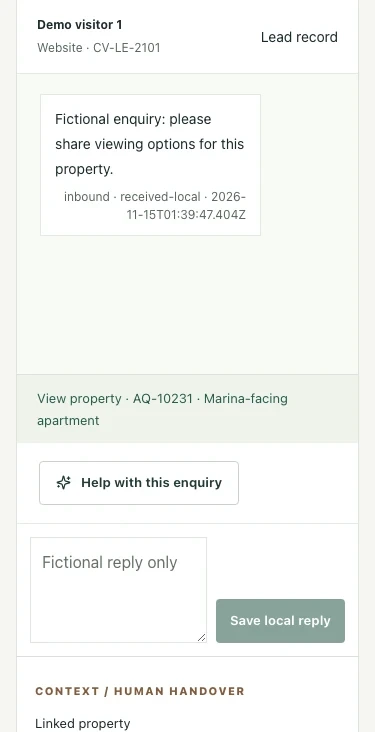 Demo visitor 1
Website · CV-LE-2101
Lead record
Fictional enquiry: please
share viewing options for this
property.
inbound · received-local · 2026-
11-15T01:39:47.404Z
View property · AQ-10231 · Marina-facing
apartment
Help with this enquiry
Fictional reply only
Save local reply
CONTEXT / HUMAN HANDOVER
Linked property